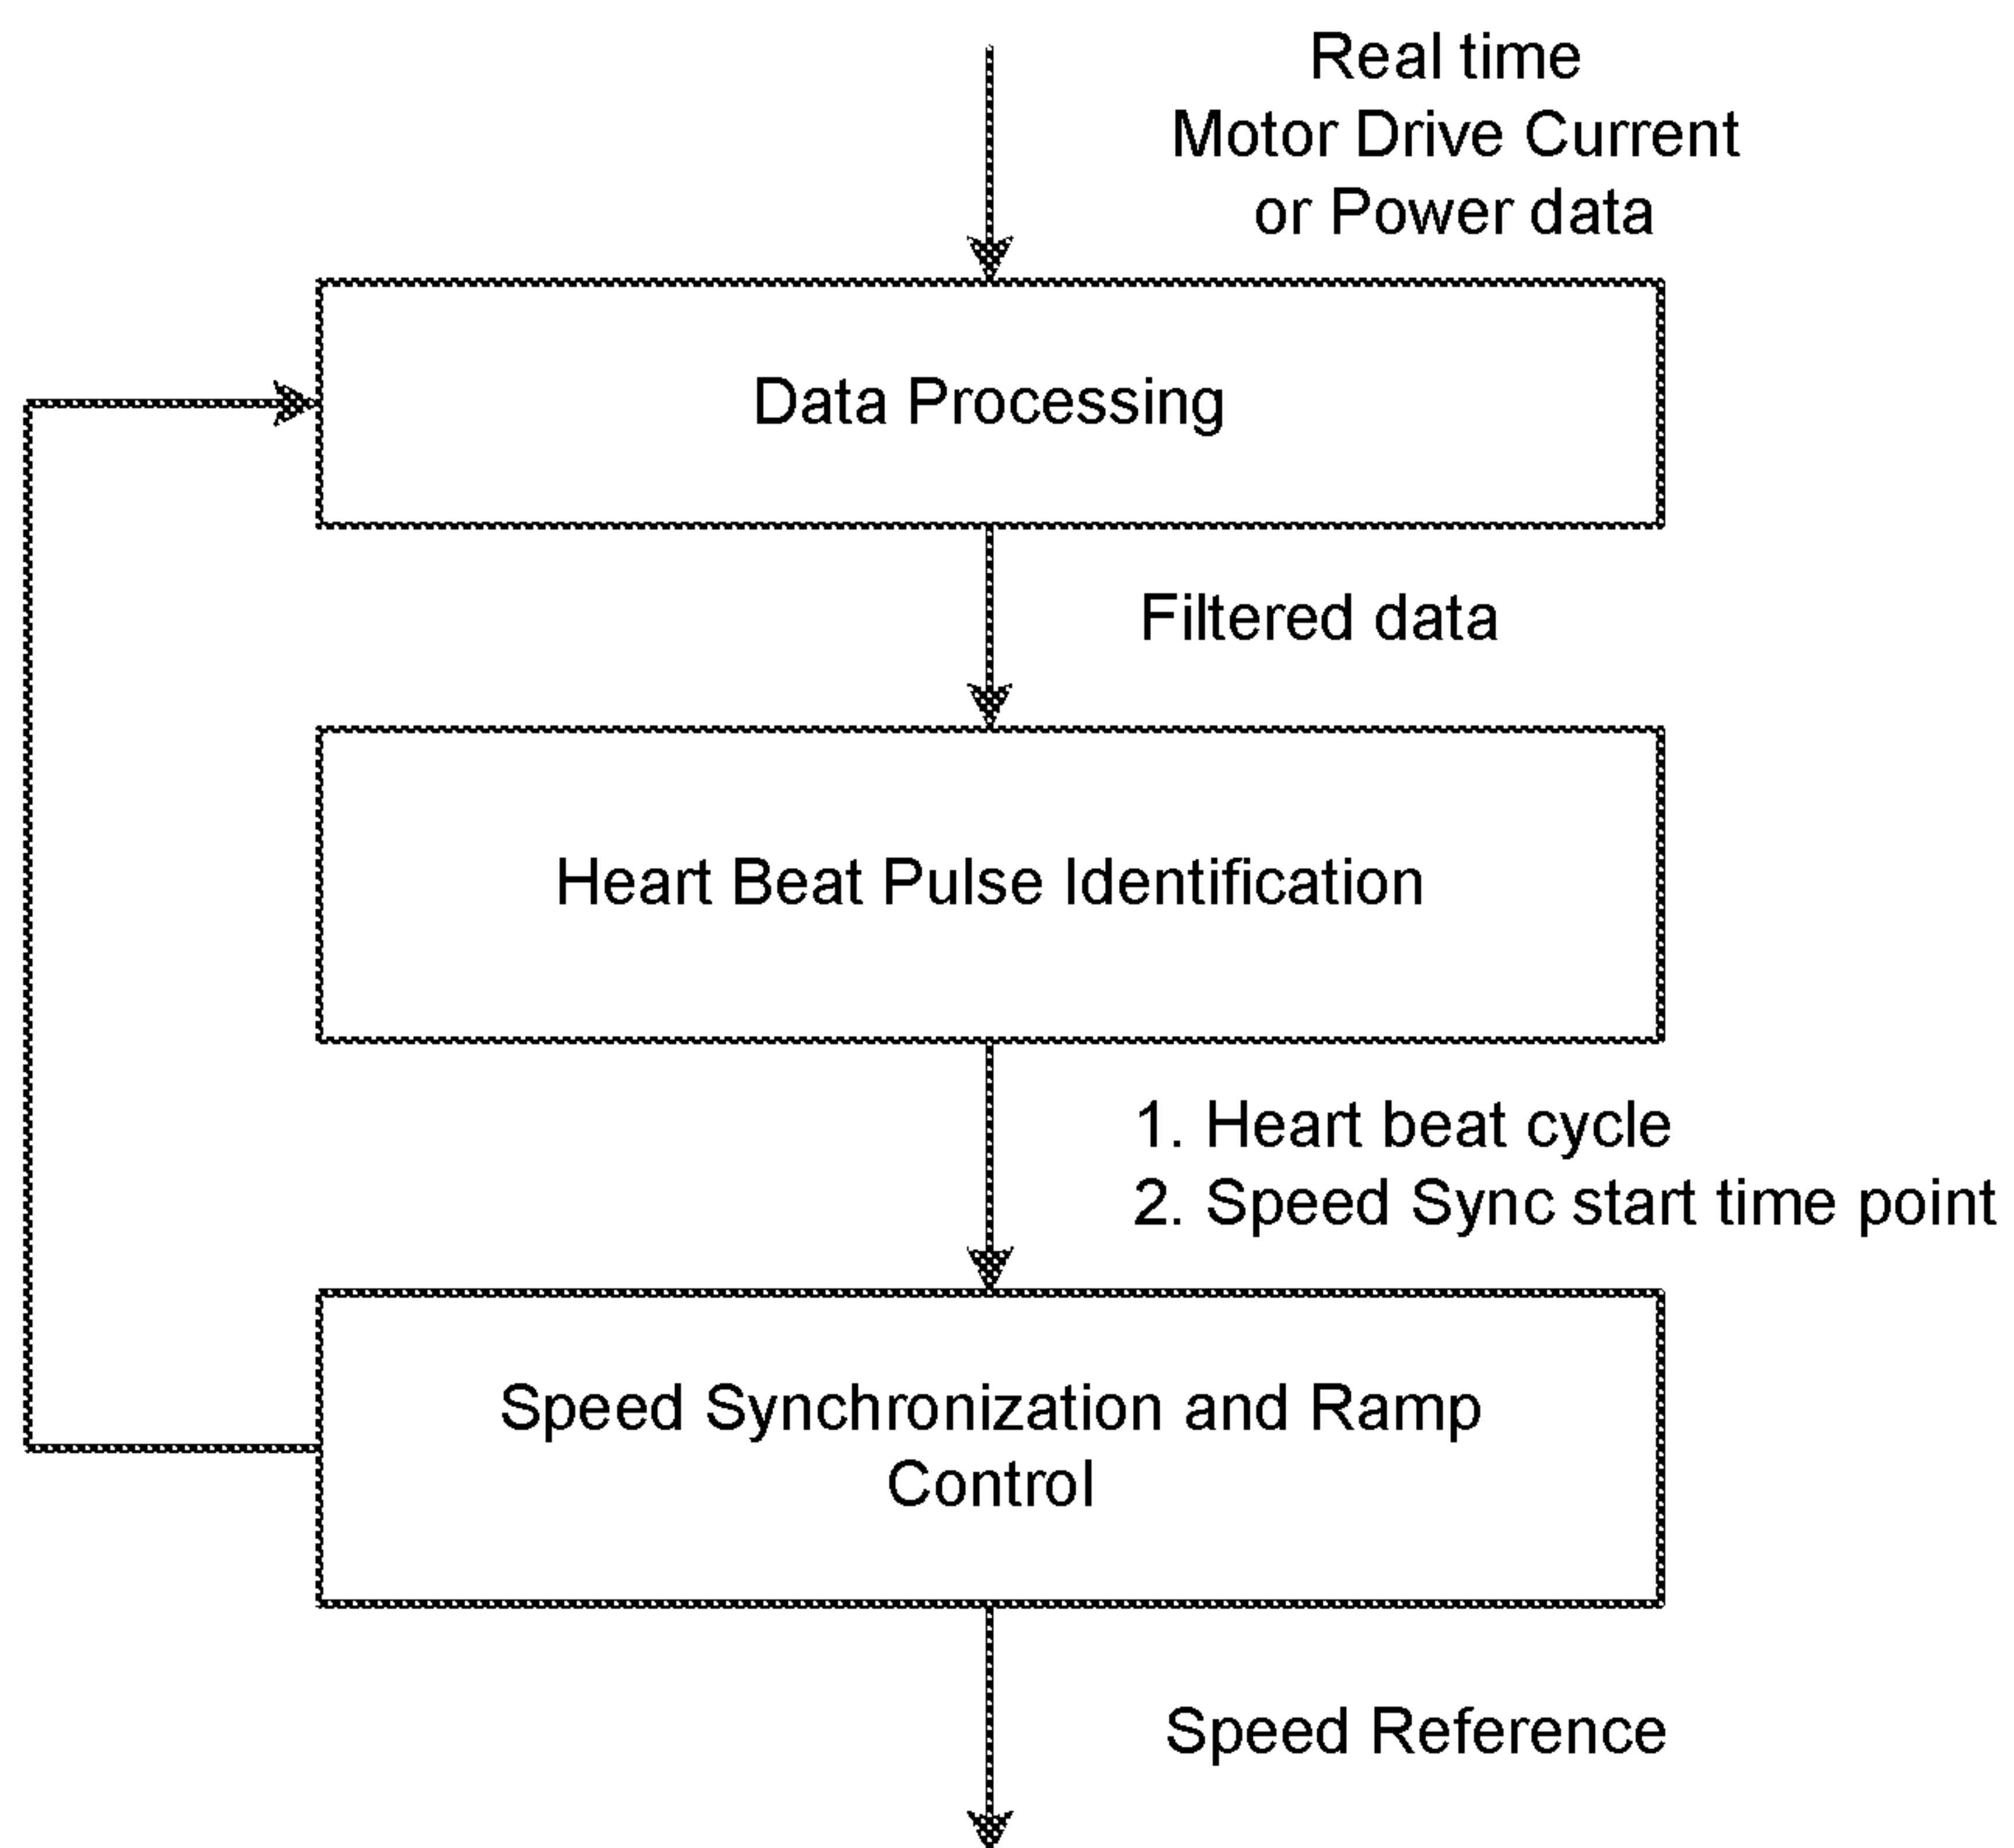 Real time
Motor Drive Current
or Power data
Data Processing
Filtered data
Heart Beat Pulse Identification
1. Heart beat cycle
2. Speed Sync start time point
Speed Synchronization and Ramp
Control
Speed Reference